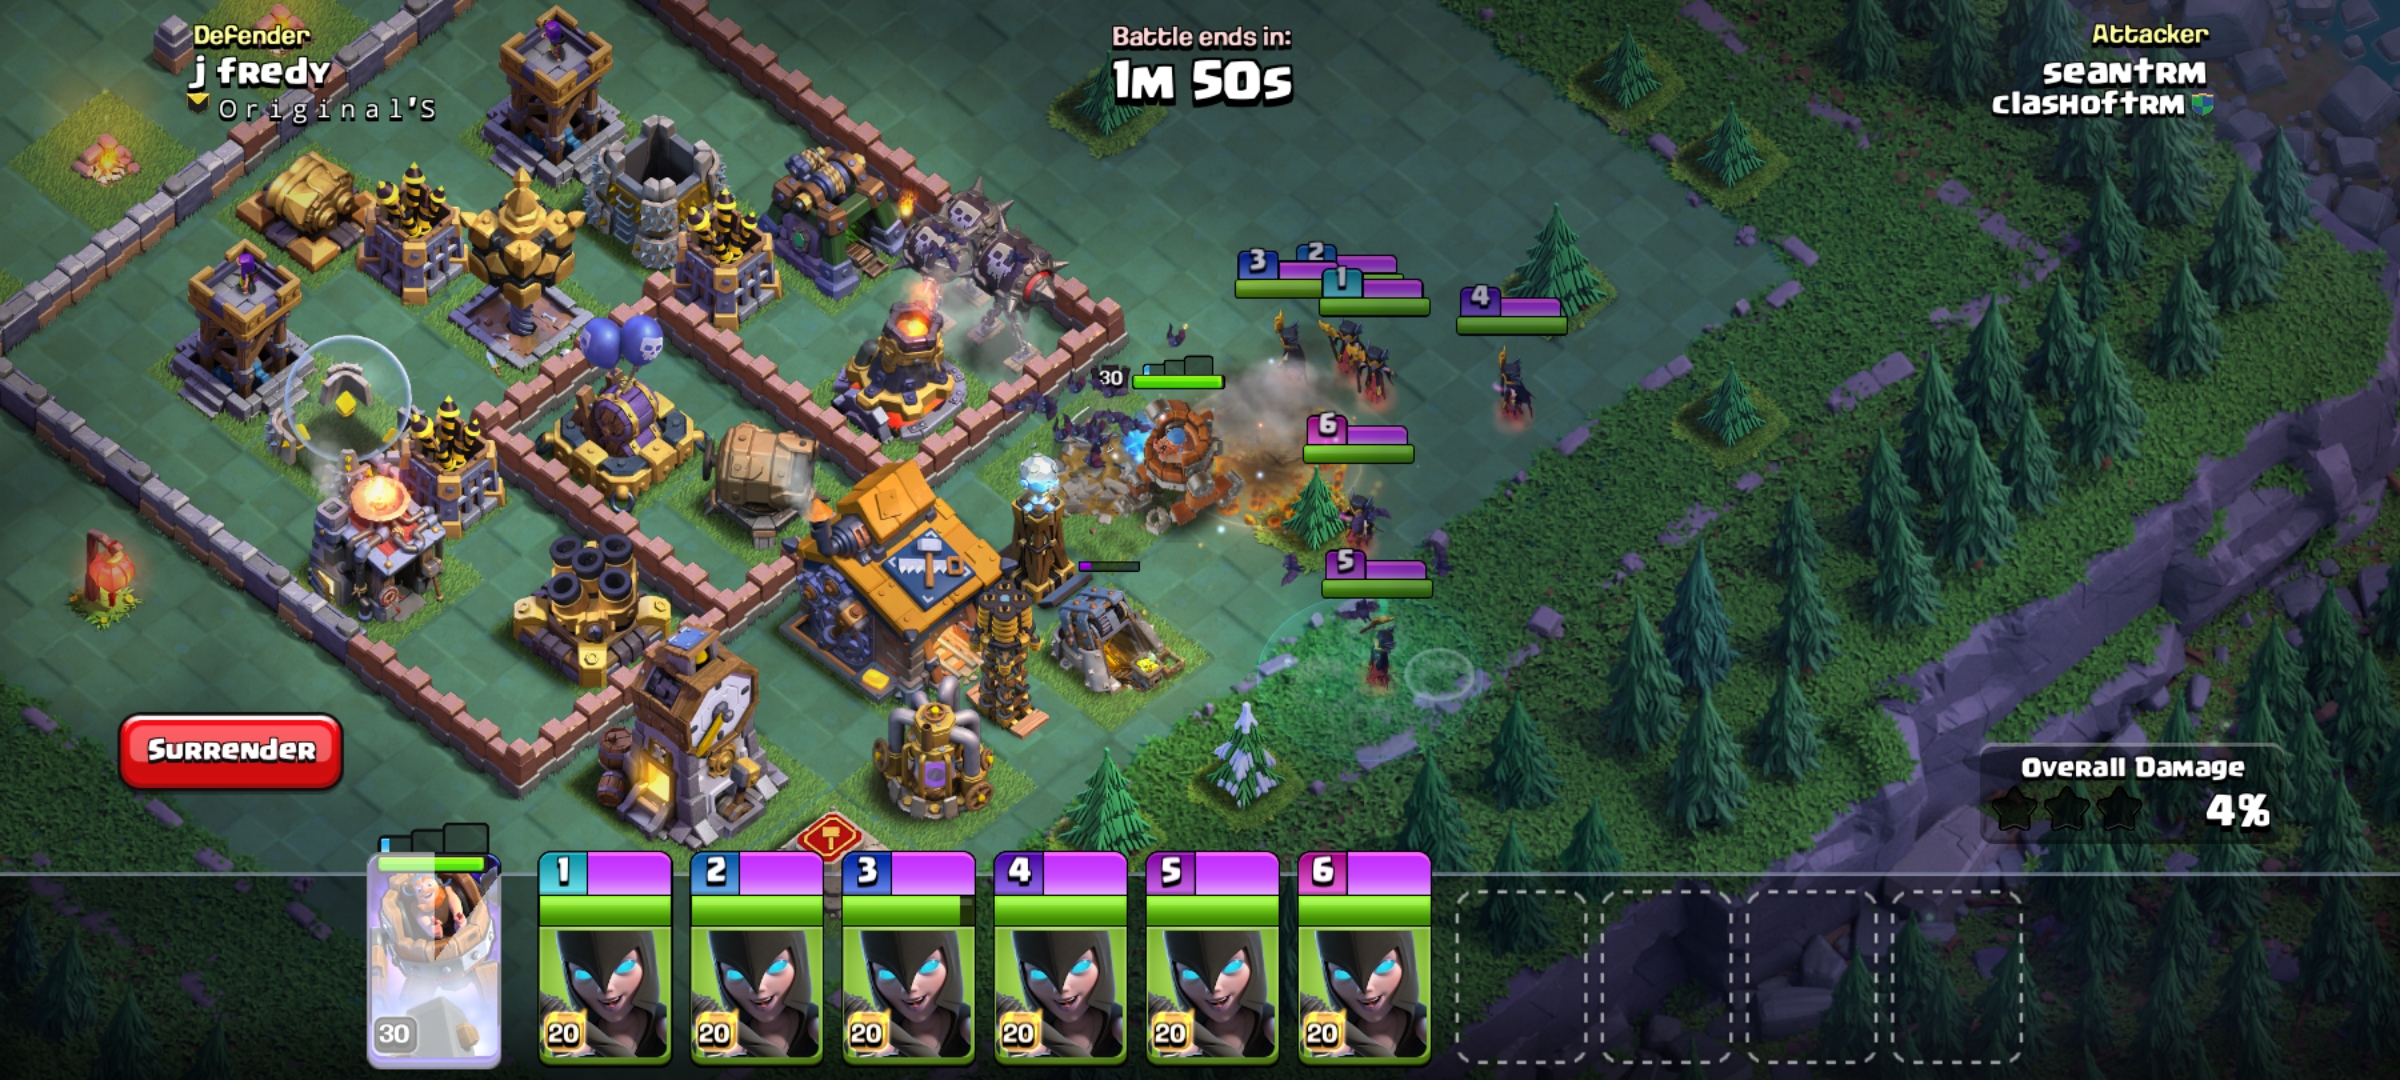 Defender
j fredy
Original'S
Battle ends in:
1M 50s
Attacker
seantrm
clashoftrm
3
2
1
4
30
6
5
Surrender
Overall Damage
4%
30
1
20
2
20
3
20
4
20
5
20
6
20